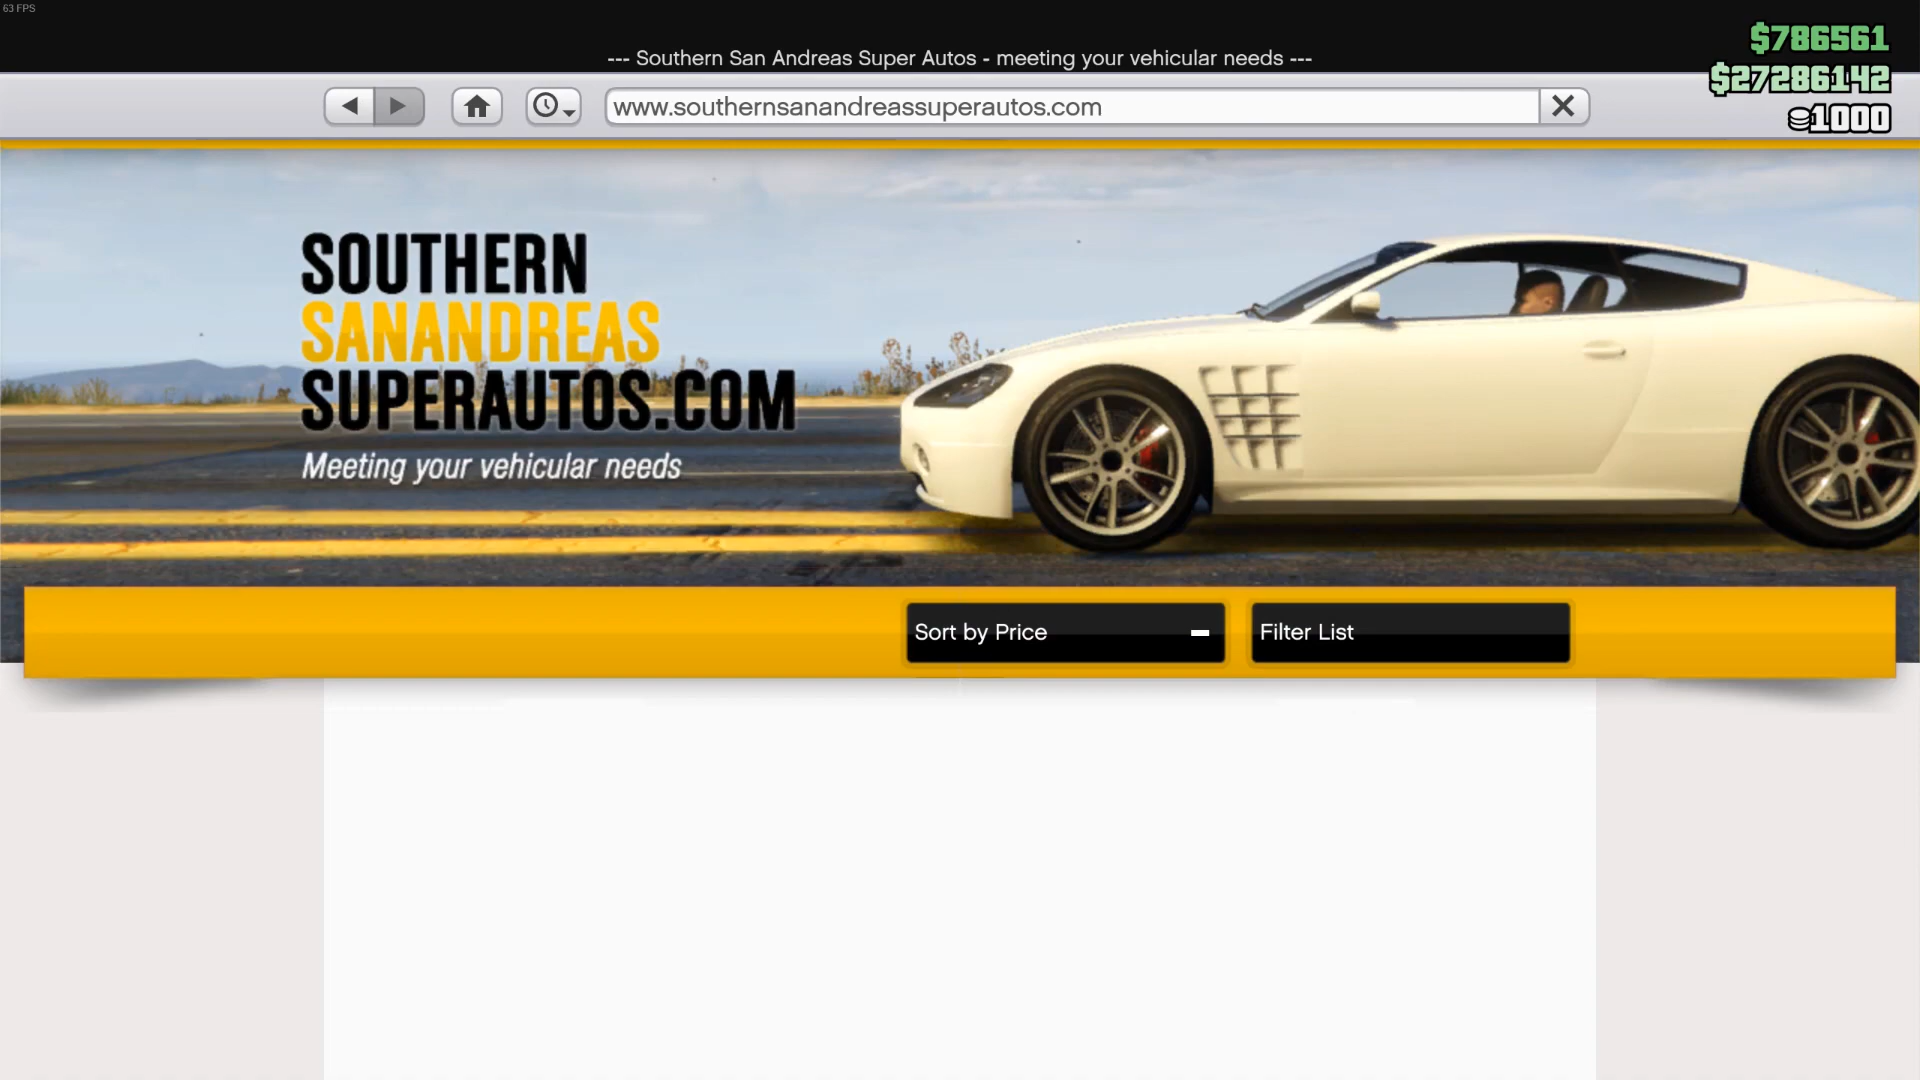 63 FPS
$786561
--- Southern San Andreas Super Autos - meeting your vehicular needs ---
$27286142
www.southernsanandreassuperautos.com
1000
SOUTHERN
SANANDREAS
SUPERAUTOS.COM
Meeting your vehicular needs
Sort by Price
Filter List